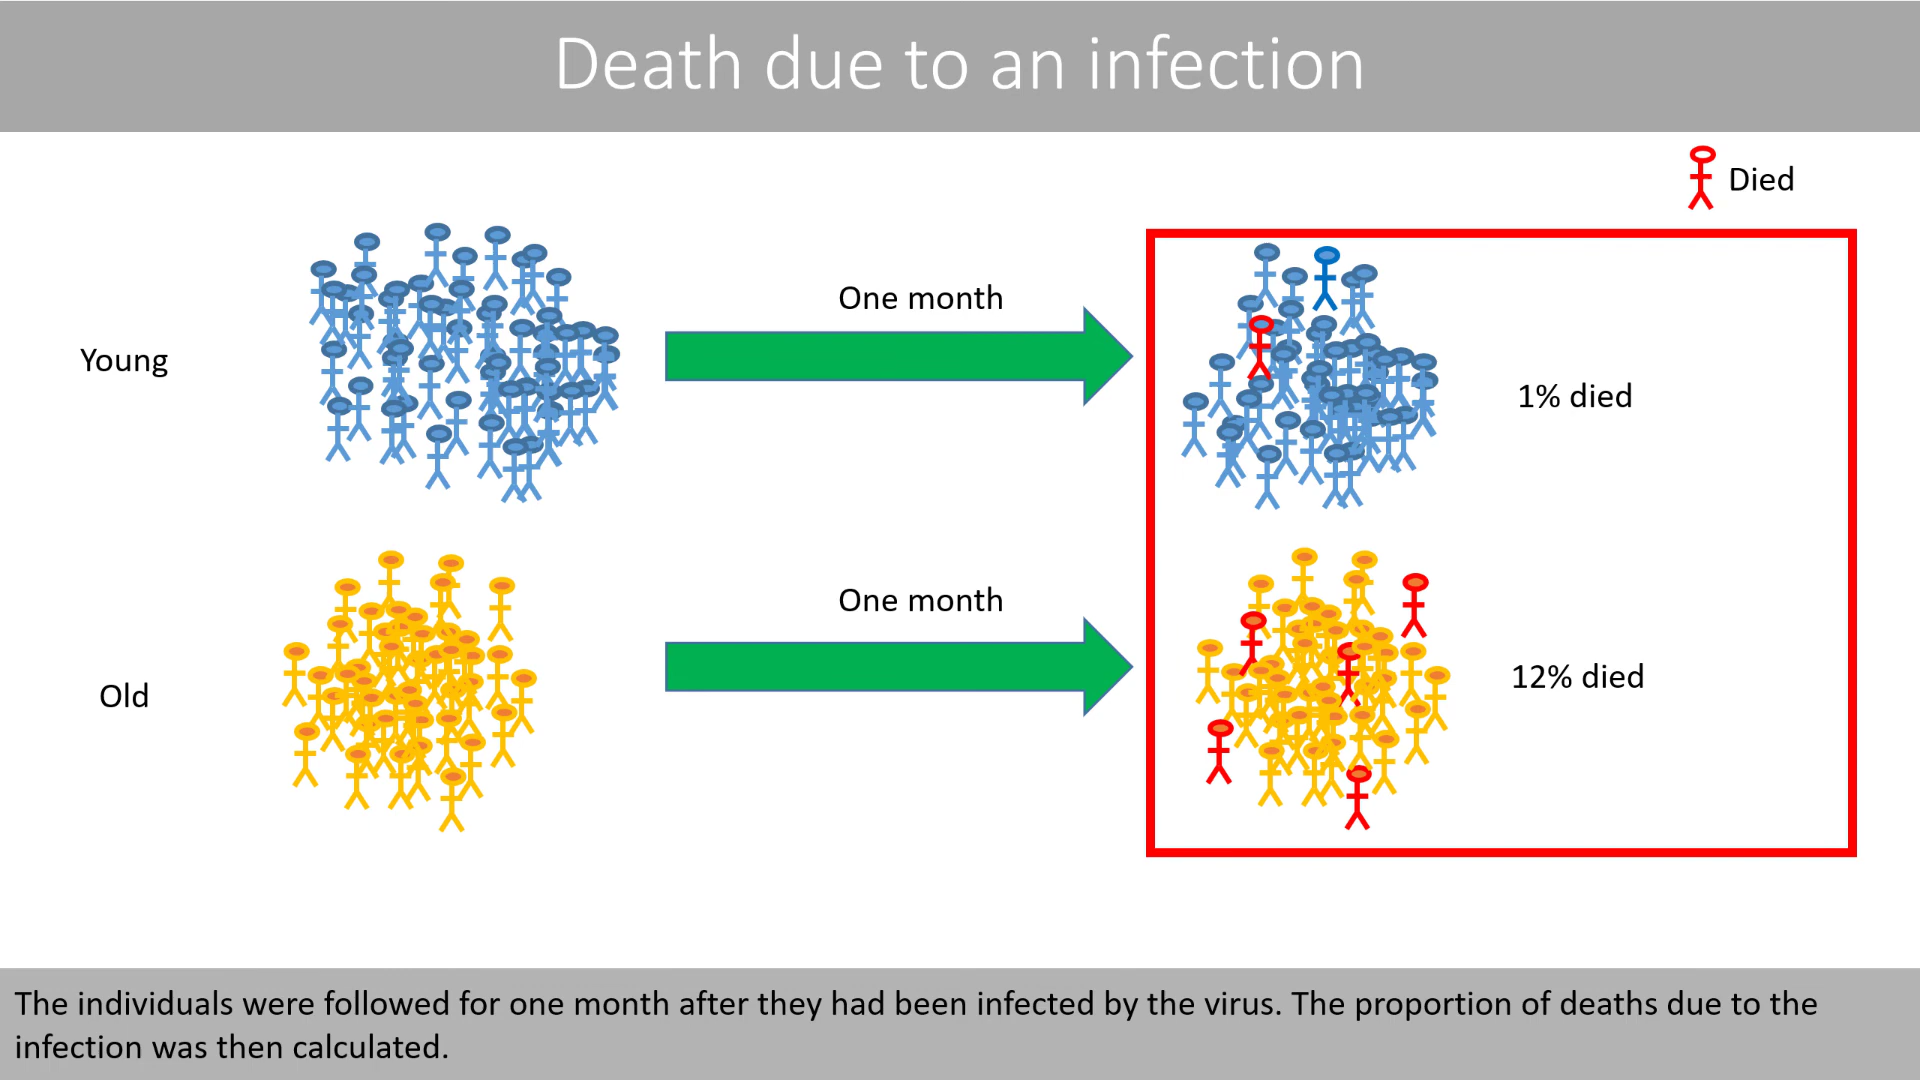 Death due to an infection
Died
One month
Young
1% died
One month
12% died
Old
The individuals were followed for one month after they had been infected by the virus. The proportion of deaths due to the
infection was then calculated.